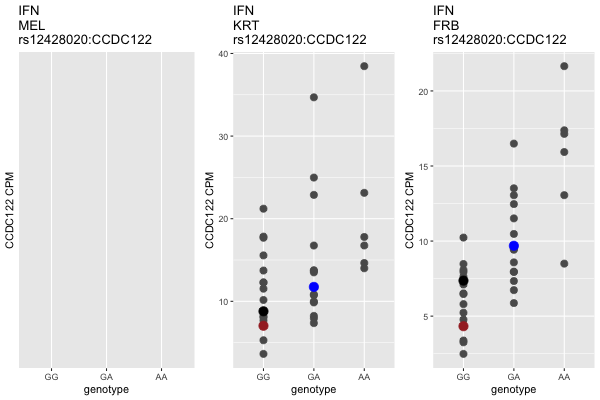 IFN
MEL
rs12428020:CCDC122
CCDC122 CPM
GG GA AA
genotype
IFN
KRT
rs12428020:CCDC122
CCDC122 CPM
40
30
20
10
GG GA AA
genotype
IFN
FRB
rs12428020:CCDC122
CCDC122 CPM
20
15
10
5
GG GA AA
genotype